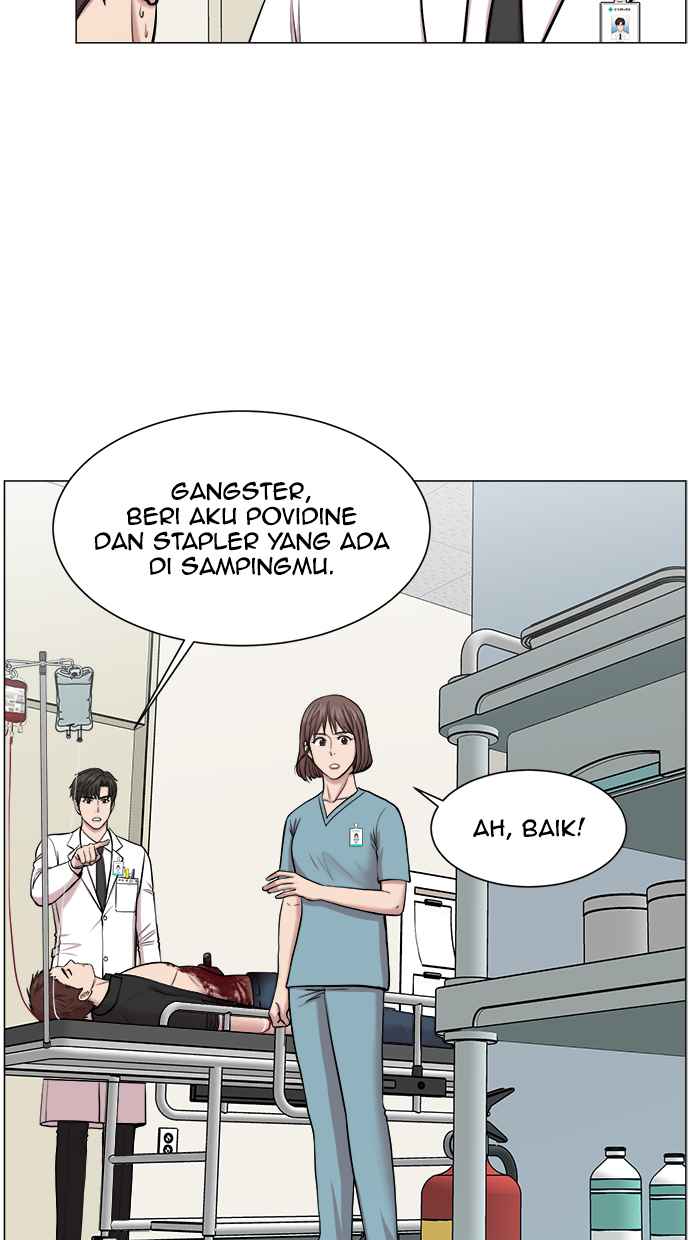 GANGSTER,
BERI AKU POVIDINE
DAN STAPLER YANG ADA
DI SAMPINGMU.
AH, BAIK!